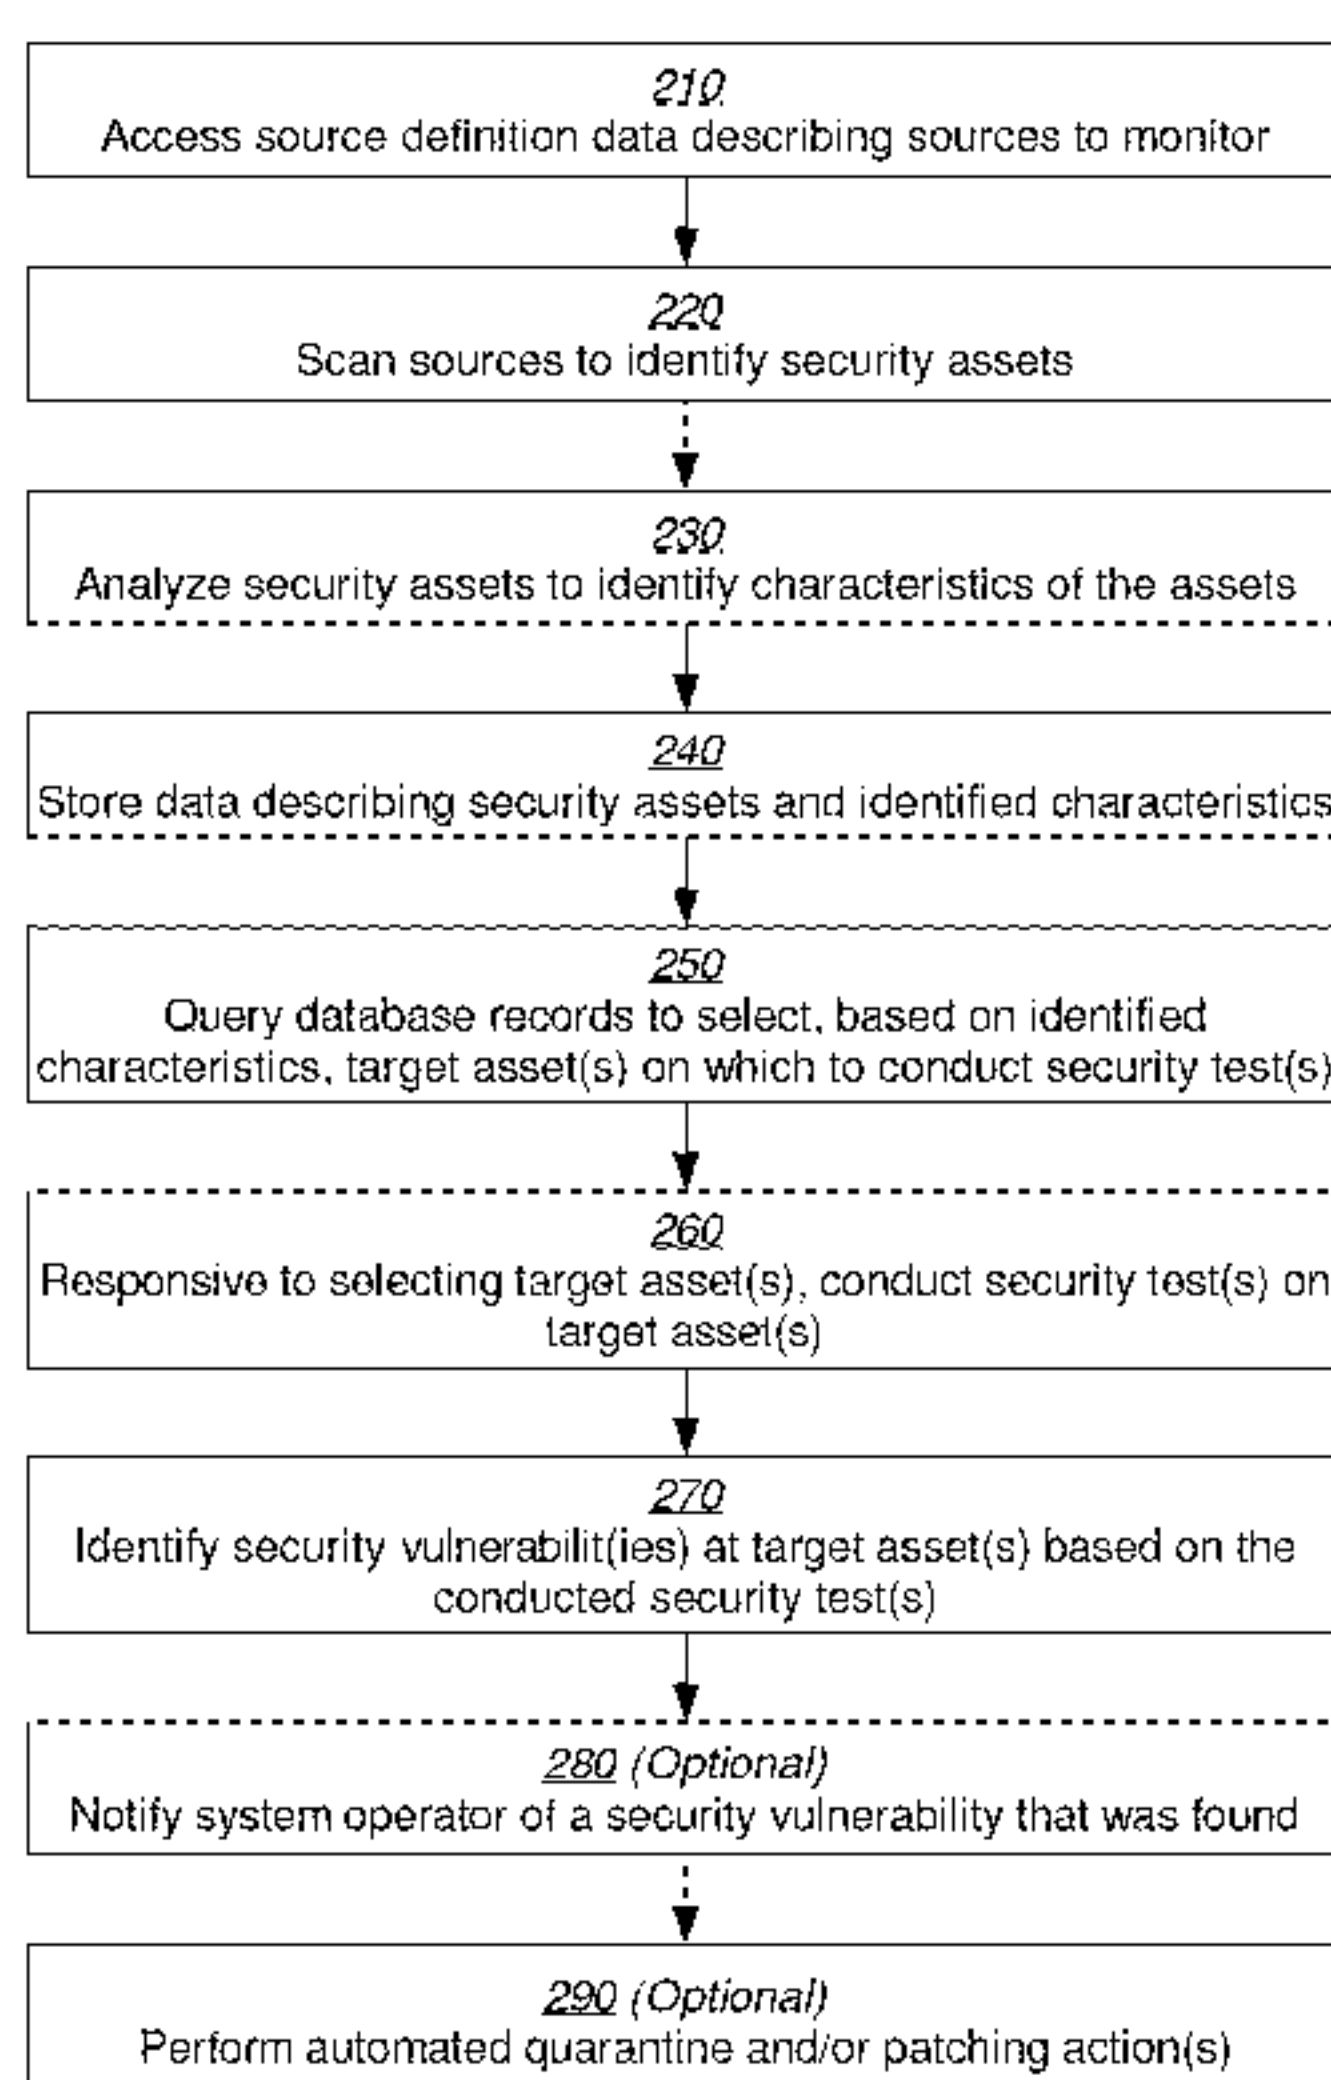 210
Access source definition data describing sources to monitor
220
Scan sources to identify security assets
230
Analyze security assets to identify characteristics of the assets
240
Store data describing security assets and identified characteristics
250
Query database records to select, based on identified
characteristics, target asset(s) on which to conduct security test(s)
260
Responsive to selecting target asset(s), conduct security test(s) on
target asset(s)
270
Identify security vulnerabilit(ies) at target asset(s) based on the
conducted security test(s)
280 (Optional)
Notify system operator of a security vulnerability that was found
290 (Optional)
Perform automated quarantine and/or patching action(s)